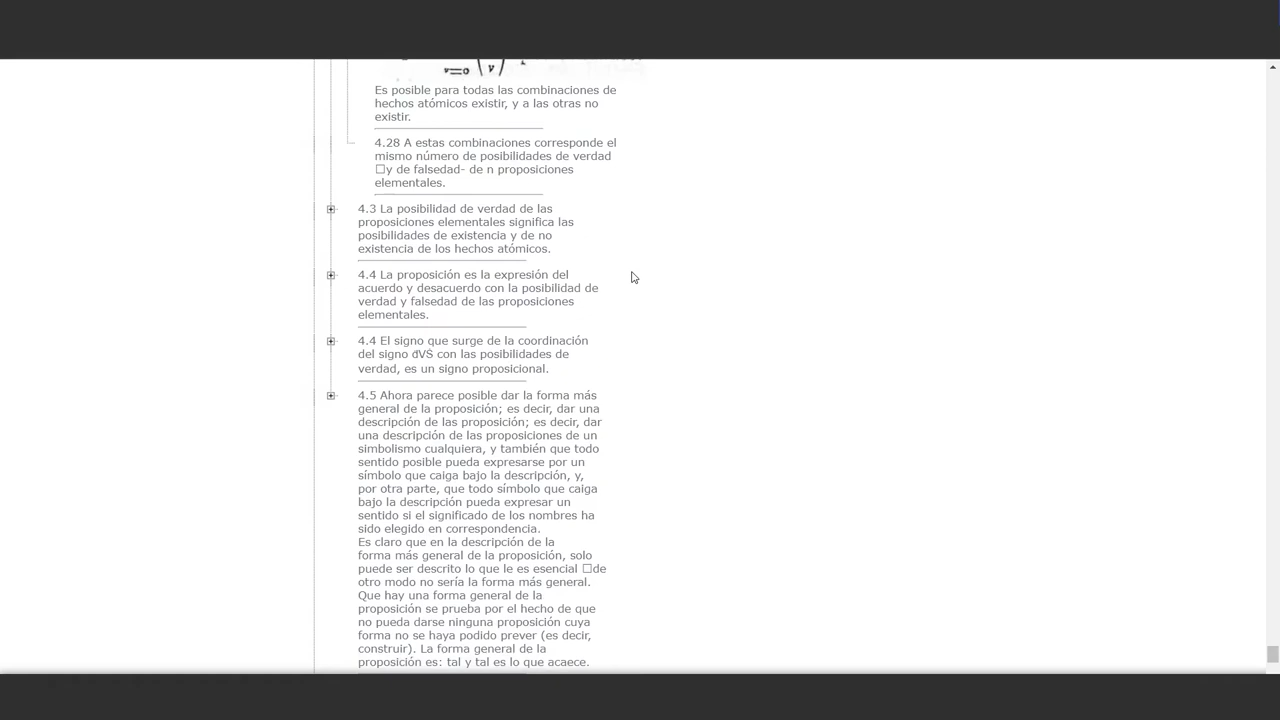 v=0 (v)
Es posible para todas las combinaciones de
hechos atómicos existir, y a las otras no
existir.
4.28 A estas combinaciones corresponde el
mismo número de posibilidades de verdad
□y de falsedad- de n proposiciones
elementales.
4.3 La posibilidad de verdad de las
proposiciones elementales significa las
posibilidades de existencia y de no
existencia de los hechos atómicos.
4.4 La proposición es la expresión del
acuerdo y desacuerdo con la posibilidad de
verdad y falsedad de las proposiciones
elementales.
4.4 El signo que surge de la coordinación
del signo con las posibilidades de
verdad, es un signo proposicional.
4.5 Ahora parece posible dar la forma más
general de la proposición; es decir, dar una
descripción de las proposición; es decir, dar
una descripción de las proposiciones de un
simbolismo cualquiera, y también que todo
sentido posible pueda expresarse por un
símbolo que caiga bajo la descripción, y,
por otra parte, que todo símbolo que caiga
bajo la descripción pueda expresar un
sentido si el significado de los nombres ha
sido elegido en correspondencia.
Es claro que en la descripción de la
forma más general de la proposición, solo
puede ser descrito lo que le es esencial □de
otro modo no sería la forma más general.
Que hay una forma general de la
proposición se prueba por el hecho de que
no pueda darse ninguna proposición cuya
forma no se haya podido prever (es decir,
construir). La forma general de la
proposición es: tal y tal es lo que acaece.